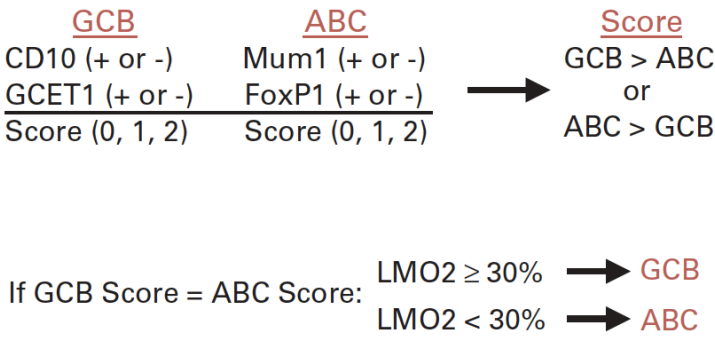 GCB ABC Score
CD10 (+ or -) Mum1 (+ or -) GCB > ABC
GCET1 (+ or -) FoxP1 (+ or -) or
Score (0, 1, 2) Score (0, 1, 2) ABC > GCB
LMO2 ≥ 30% GCB
If GCB Score = ABC Score:
LMO2 < 30% ABC